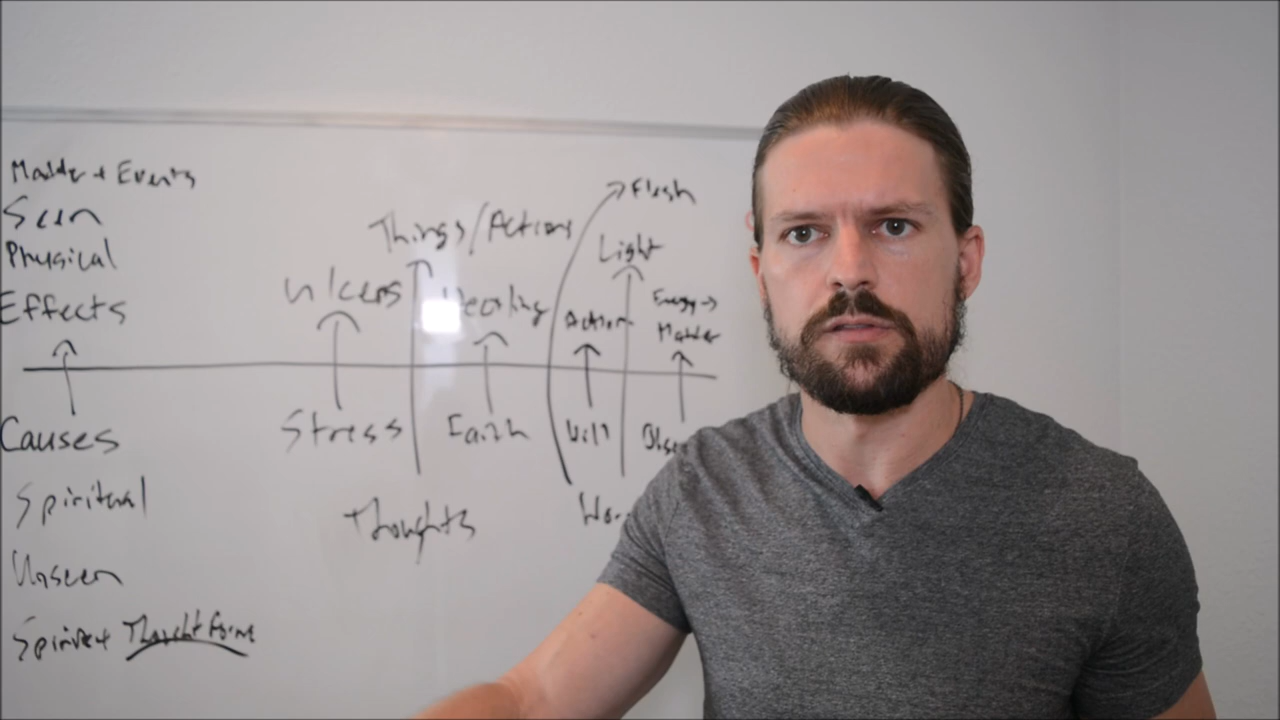 Matter + Events
Seen
Physical
Effects
Causes
Spiritual
Unseen
Spirit + Thought Form
Things/Actions
Ulcers
Healing
Stress
Faith
Thoughts
Flesh
Light
Action
Energy →
Matter
Will